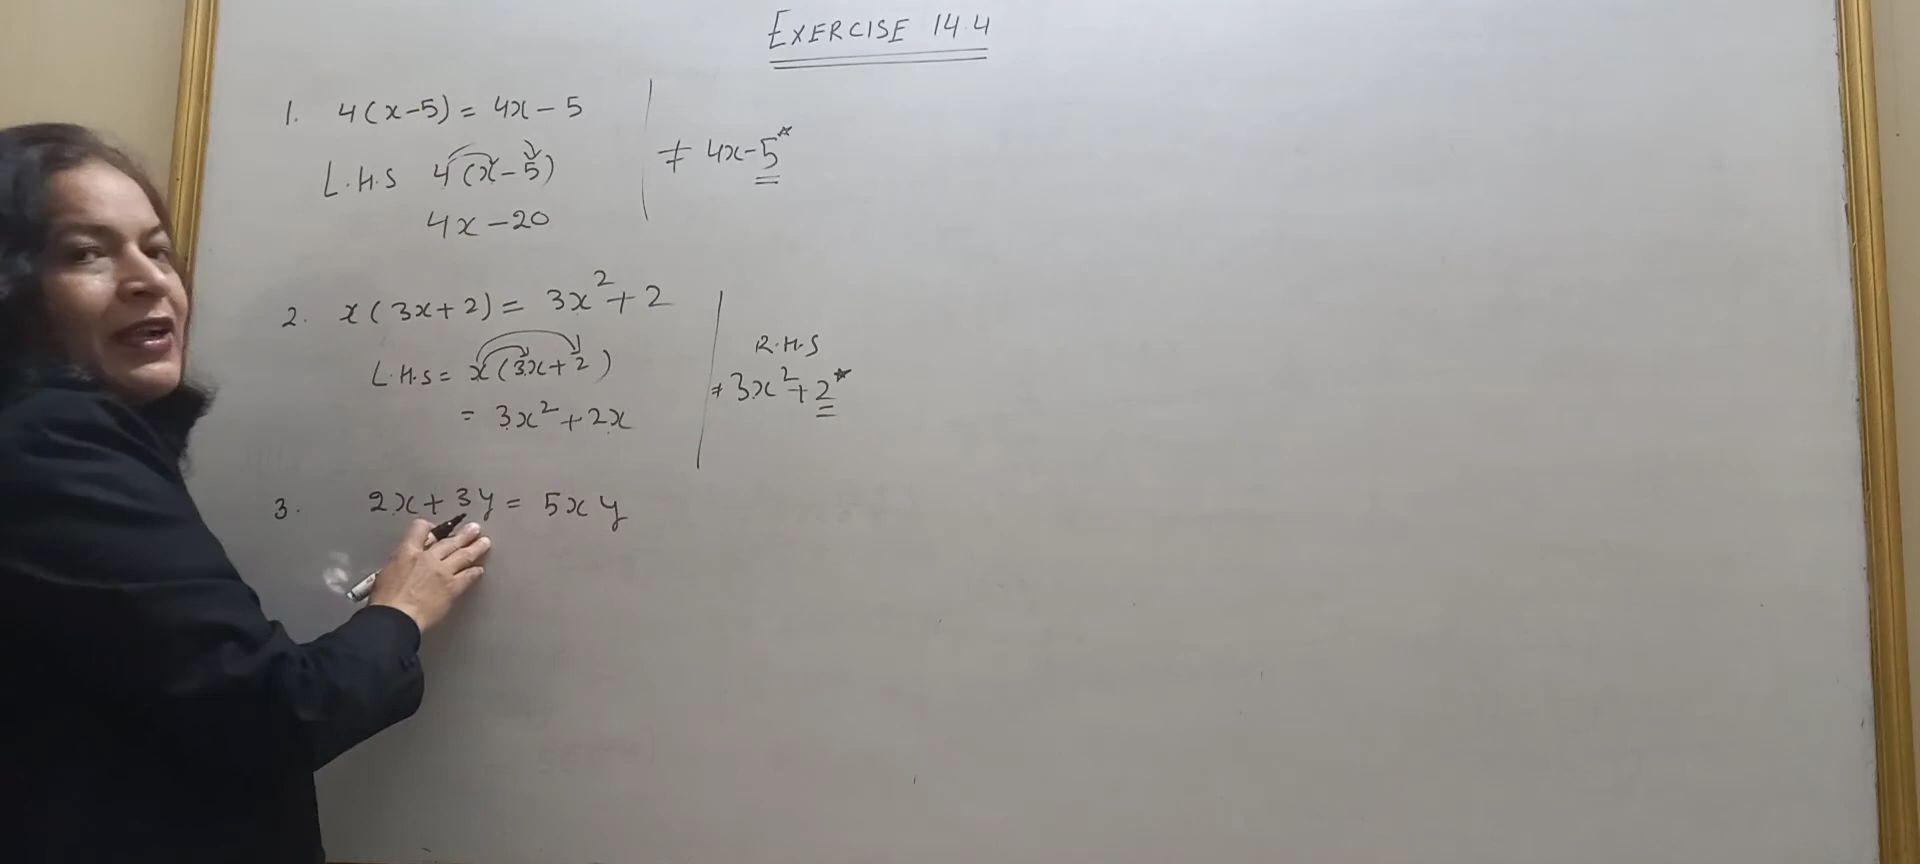 EXERCISE 14.4
1. 4(x-5) = 4x - 5
L.H.S 4(x-5)
≠ 4x-5*
4x - 20
2. x(3x+2) = 3x² + 2
L.H.S = x(3x+2)
= 3x² + 2x
R.H.S
≠ 3x² + 2*
3. 2x + 3y = 5xy